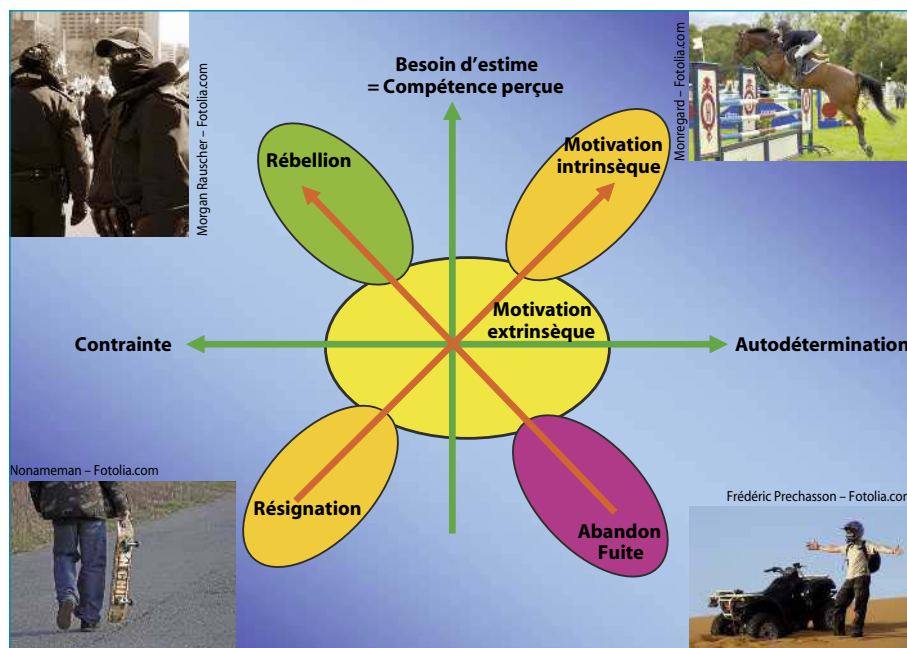 Morgan Rauscher – Fotolia.com
Besoin d'estime
= Compétence perçue
Monregard – Fotolia.com
Rébellion
Motivation
intrinsèque
Motivation
extrinsèque
Contrainte
Autodétermination
Nonameman – Fotolia.com
Résignation
Abandon
Fuite
Frédéric Prechasson – Fotolia.com